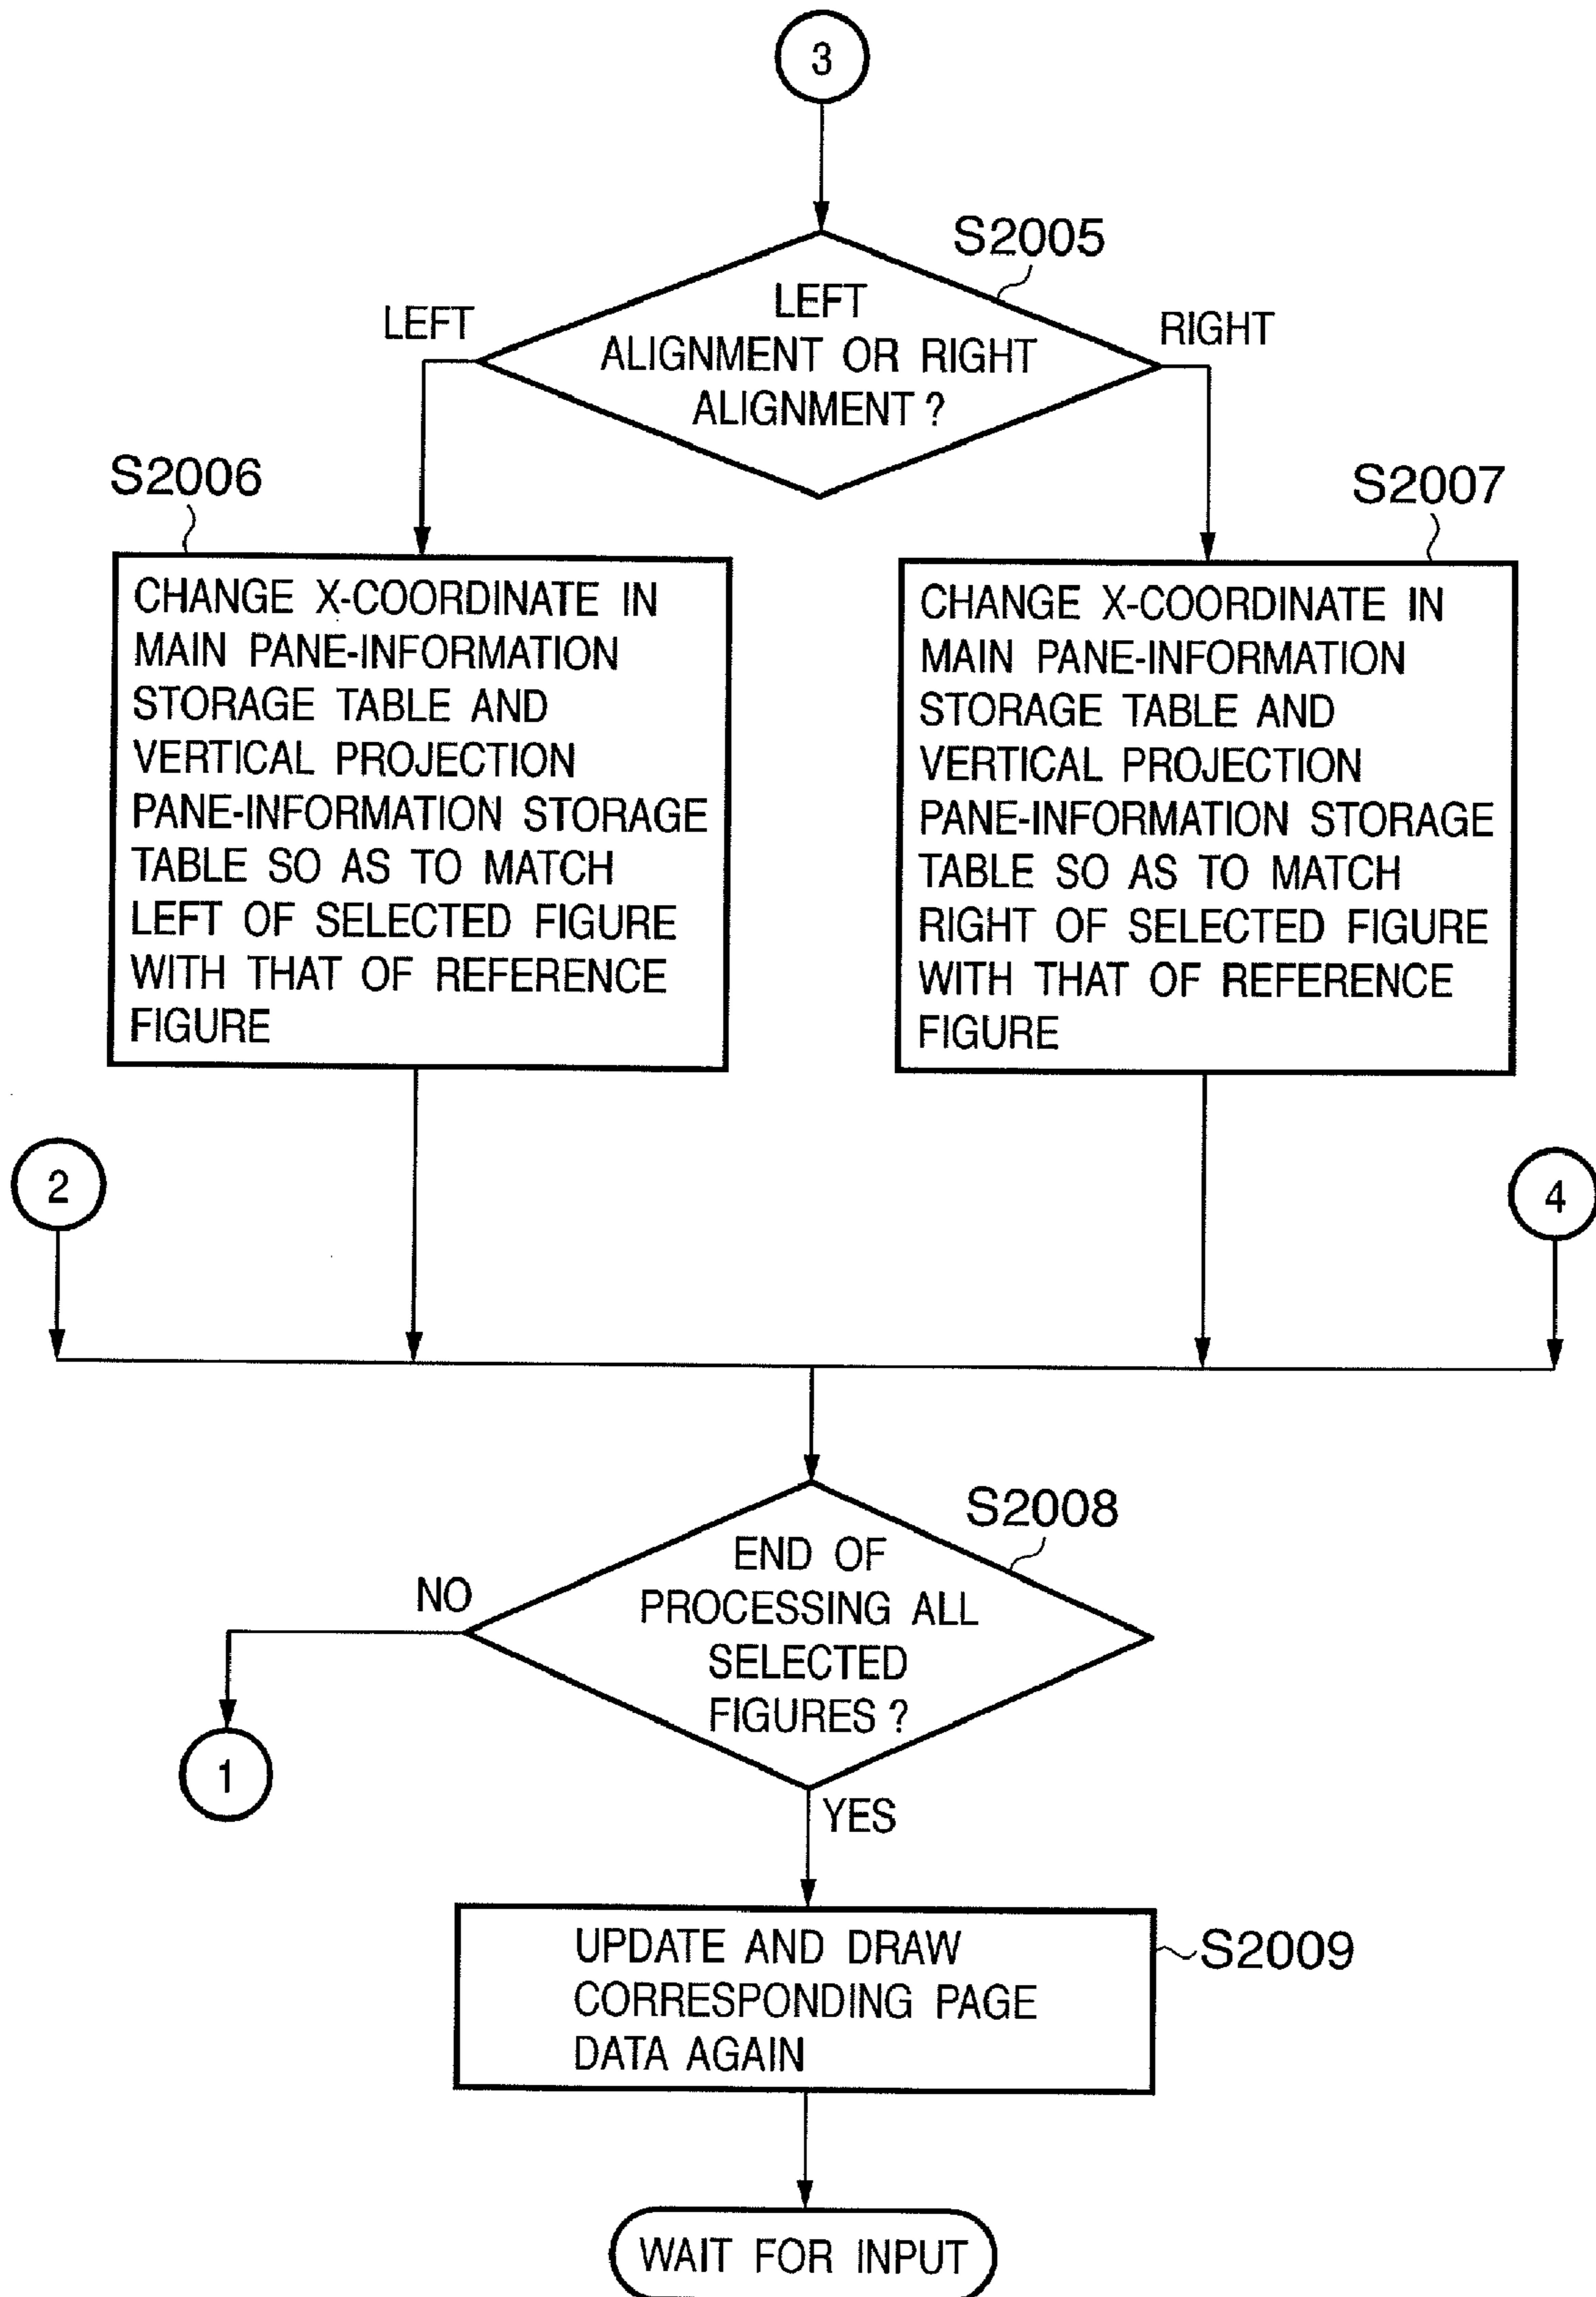 3
S2005
LEFT
ALIGNMENT OR RIGHT
ALIGNMENT ?
LEFT
RIGHT
S2006
CHANGE X-COORDINATE IN
MAIN PANE-INFORMATION
STORAGE TABLE AND
VERTICAL PROJECTION
PANE-INFORMATION STORAGE
TABLE SO AS TO MATCH
LEFT OF SELECTED FIGURE
WITH THAT OF REFERENCE
FIGURE
S2007
CHANGE X-COORDINATE IN
MAIN PANE-INFORMATION
STORAGE TABLE AND
VERTICAL PROJECTION
PANE-INFORMATION STORAGE
TABLE SO AS TO MATCH
RIGHT OF SELECTED FIGURE
WITH THAT OF REFERENCE
FIGURE
2
4
S2008
END OF
PROCESSING ALL
SELECTED
FIGURES ?
NO
1
YES
UPDATE AND DRAW
CORRESPONDING PAGE
DATA AGAIN
S2009
WAIT FOR INPUT